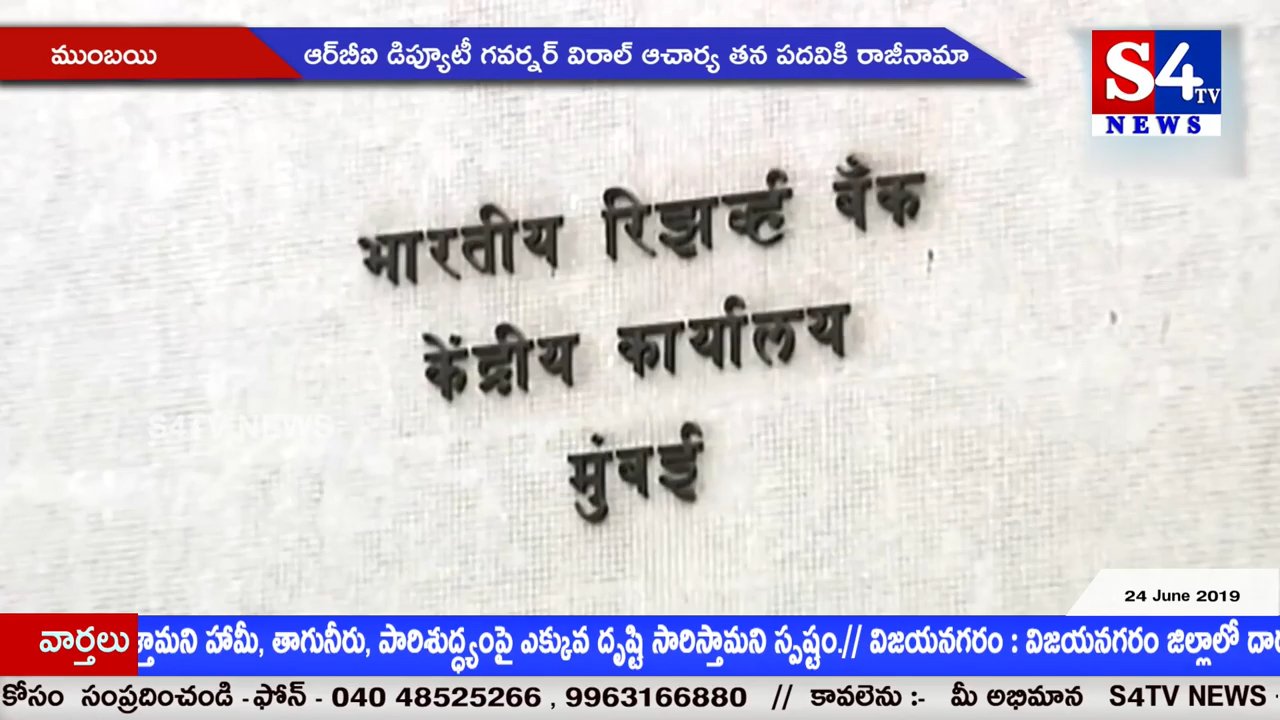 ముంబయి
ఆర్‌బీఐ డిప్యూటీ గవర్నర్ విరాల్ ఆచార్య తన పదవికి రాజీనామా
S4
TV
NEWS
भारतीय रिझर्व्ह बँक
केंद्रीय कार्यालय
मुंबई
S4TV NEWS
24 June 2019
వార్తలు
స్తామని హామీ, తాగునీరు, పారిశుద్ధ్యంపై ఎక్కువ దృష్టి సారిస్తామని స్పష్టం.// విజయనగరం : విజయనగరం జిల్లాలో
కోసం సంప్రదించండి -ఫోన్ - 040 48525266 , 9963166880 // కావలెను :- మీ అభిమాన S4TV NEWS -